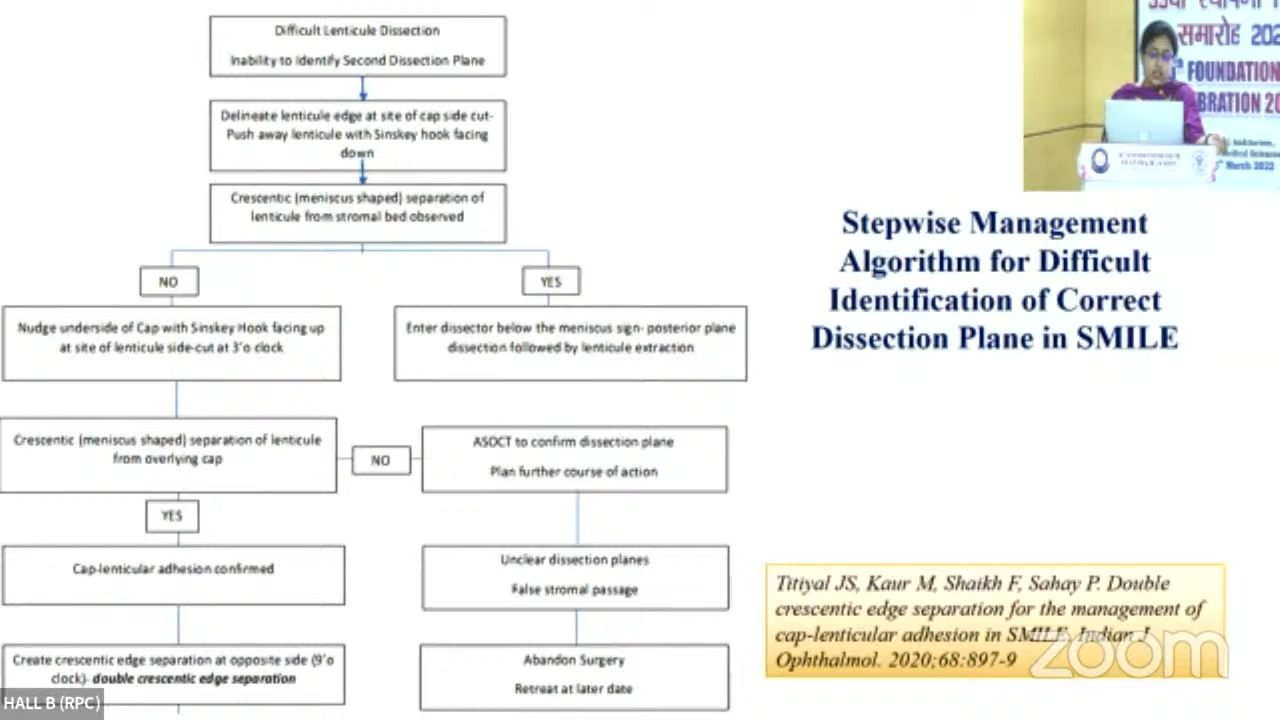 Difficult Lenticule Dissection
Inability to Identify Second Dissection Plane
Delineate lenticule edge at site of cap side cut-
Push away lenticule with Sinskey hook facing
down
Crescentic (meniscus shaped) separation of
lenticule from stromal bed observed
NO
YES
Nudge underside of Cap with Sinskey Hook facing up
at site of lenticule side-cut at 3'o clock
Enter dissector below the meniscus sign- posterior plane
dissection followed by lenticule extraction
Crescentic (meniscus shaped) separation of lenticule
from overlying cap
NO
ASOCT to confirm dissection plane
Plan further course of action
YES
Cap-lenticular adhesion confirmed
Unclear dissection planes
False stromal passage
Create crescentic edge separation at opposite side (9'o
clock)- double crescentic edge separation
Abandon Surgery
Retreat at later date
समारोह 202
FOUNDATION
BRATION 20
March 2022
Stepwise Management
Algorithm for Difficult
Identification of Correct
Dissection Plane in SMILE
Titiyal JS, Kaur M, Shaikh F, Sahay P. Double
crescentic edge separation for the management of
cap-lenticular adhesion in SMILE. Indian J
Ophthalmol. 2020;68:897-9
zoom
HALL B (RPC)